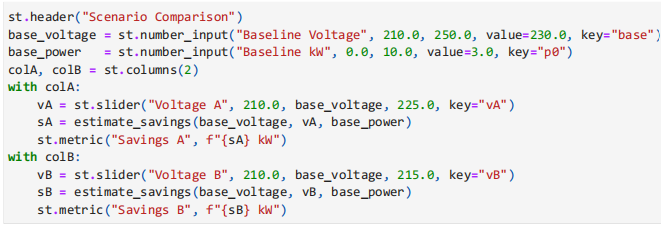 st.header("Scenario Comparison")
base_voltage = st.number_input("Baseline Voltage", 210.0, 250.0, value=230.0, key="base")
base_power   = st.number_input("Baseline kW", 0.0, 10.0, value=3.0, key="p0")
colA, colB = st.columns(2)
with colA:
    vA = st.slider("Voltage A", 210.0, base_voltage, 225.0, key="vA")
    sA = estimate_savings(base_voltage, vA, base_power)
    st.metric("Savings A", f"{sA} kW")
with colB:
    vB = st.slider("Voltage B", 210.0, base_voltage, 215.0, key="vB")
    sB = estimate_savings(base_voltage, vB, base_power)
    st.metric("Savings B", f"{sB} kW")